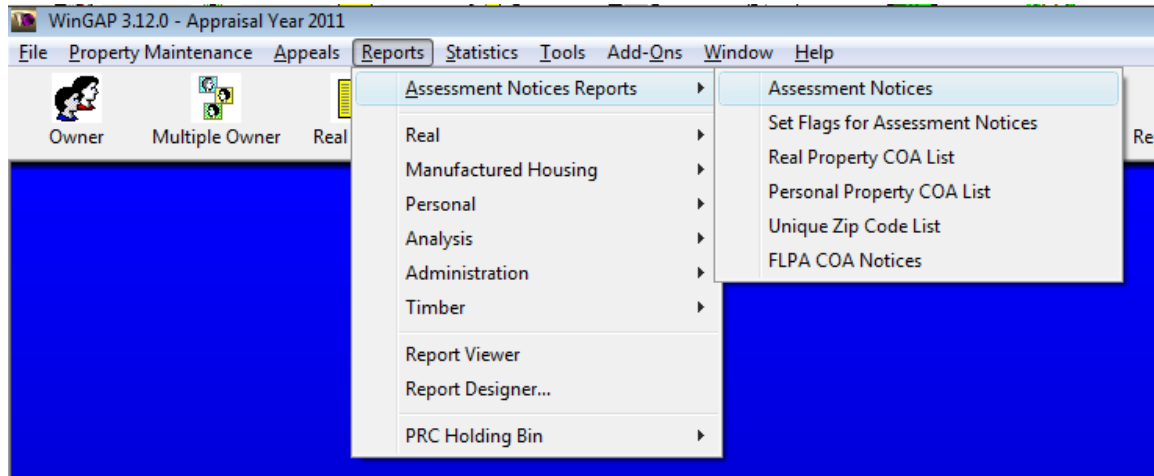 WinGAP 3.12.0 - Appraisal Year 2011
File Property Maintenance Appeals Reports Statistics Tools Add-Ons Window Help
Owner Multiple Owner Real Re
Assessment Notices Reports
Real
Manufactured Housing
Personal
Analysis
Administration
Timber
Report Viewer
Report Designer...
PRC Holding Bin
Assessment Notices
Set Flags for Assessment Notices
Real Property COA List
Personal Property COA List
Unique Zip Code List
FLPA COA Notices